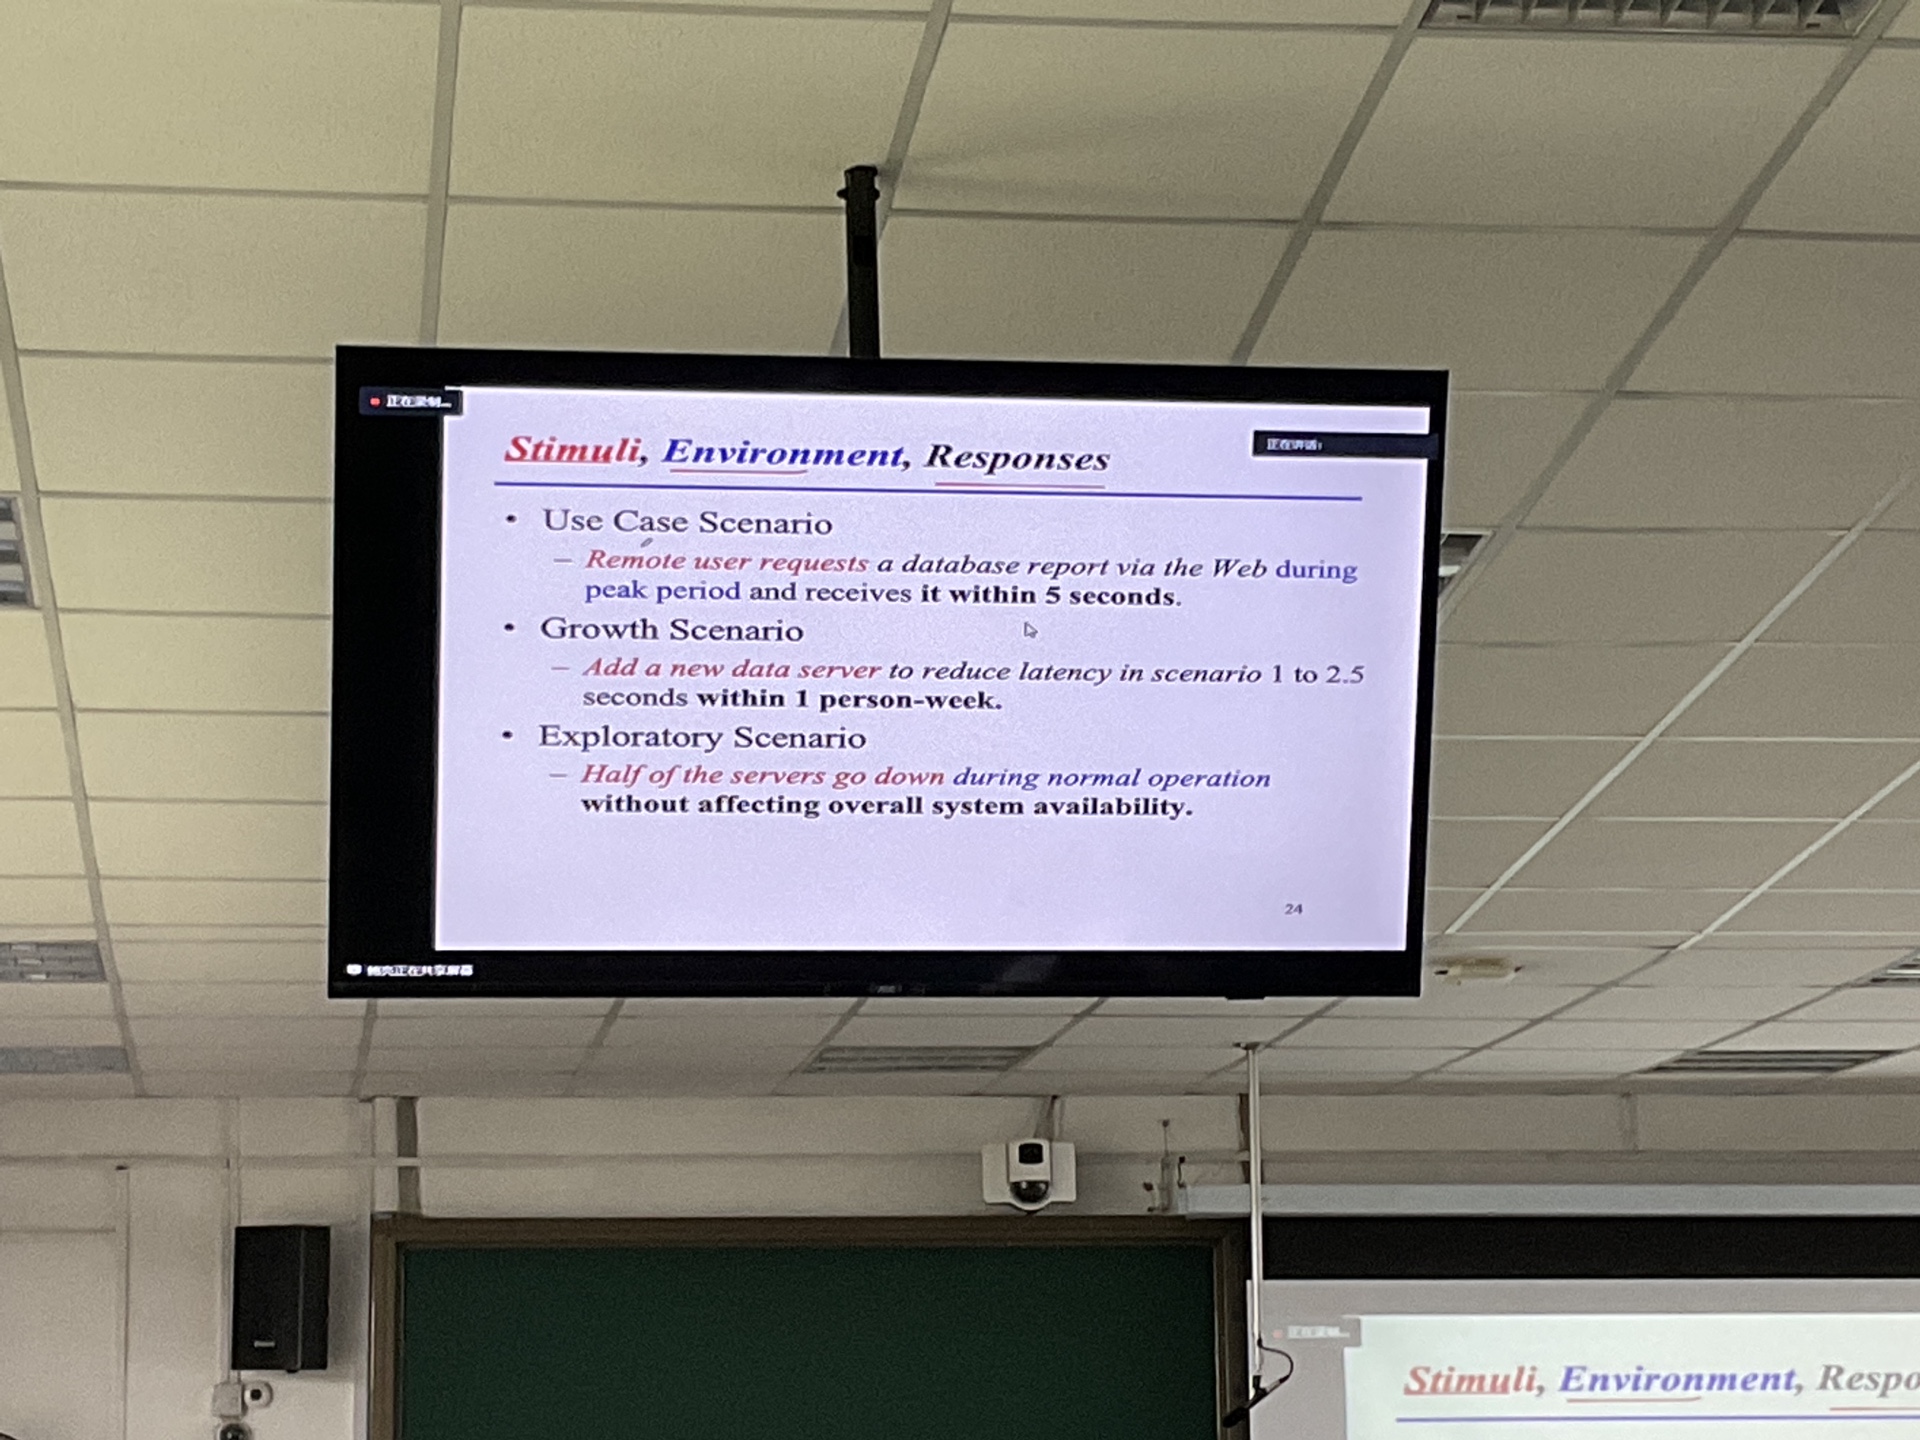 正在录制...
Stimuli, Environment, Responses
正在讲话:
• Use Case Scenario
– Remote user requests a database report via the Web during
peak period and receives it within 5 seconds.
• Growth Scenario
– Add a new data server to reduce latency in scenario 1 to 2.5
seconds within 1 person-week.
• Exploratory Scenario
– Half of the servers go down during normal operation
without affecting overall system availability.
24
正在共享屏幕
Stimuli, Environment, Respo